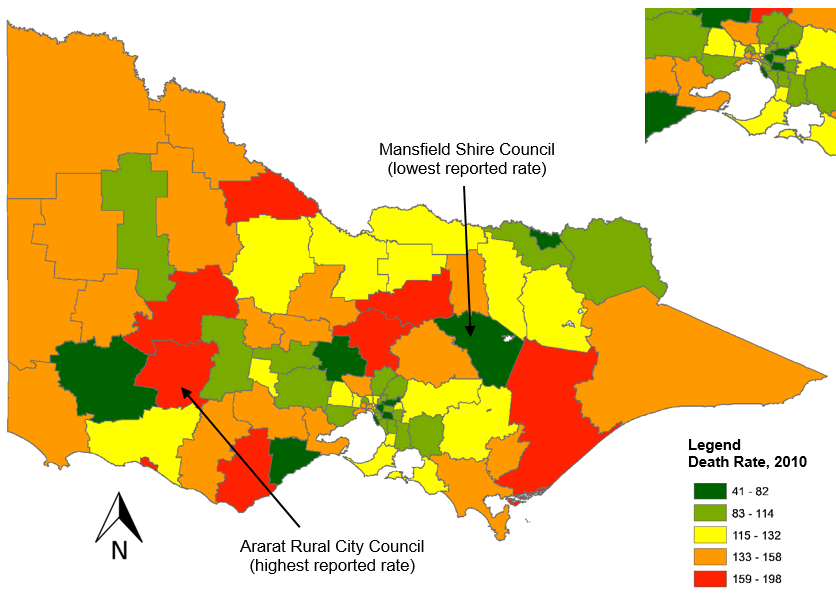 Mansfield Shire Council
(lowest reported rate)
Legend
Death Rate, 2010
41 - 82
83 - 114
115 - 132
133 - 158
159 - 198
N
Ararat Rural City Council
(highest reported rate)